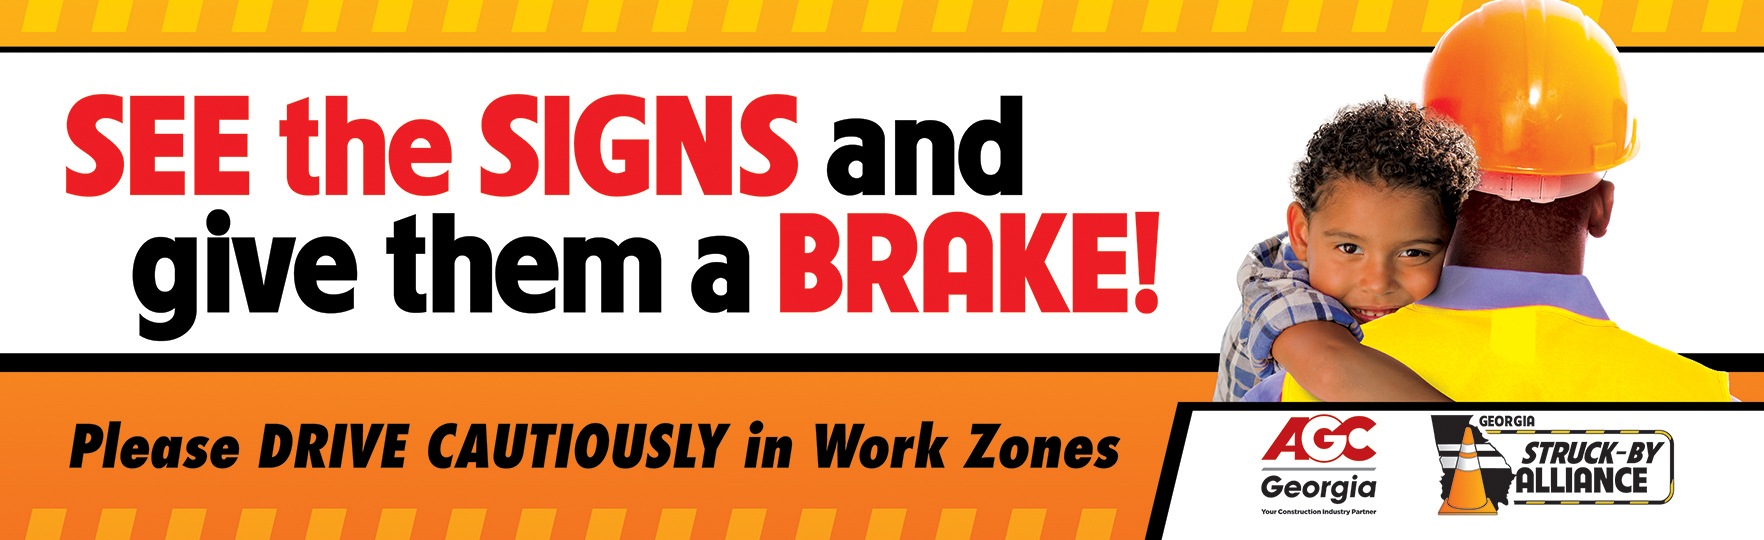 SEE the SIGNS and
give them a BRAKE!
Please DRIVE CAUTIOUSLY in Work Zones
AGC
Georgia
Your Construction Industry Partner
GEORGIA
STRUCK-BY
ALLIANCE